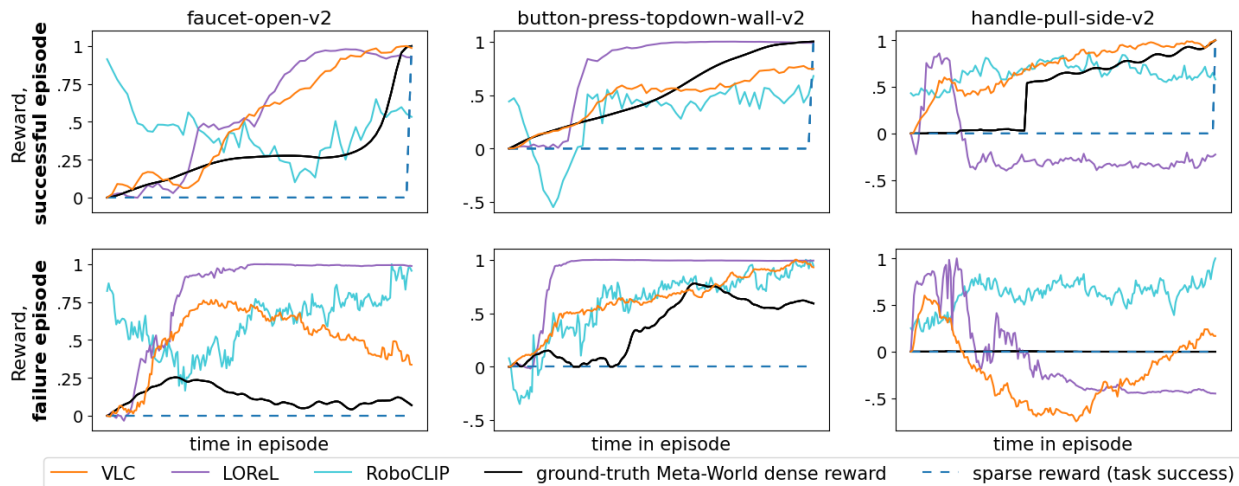 faucet-open-v2
button-press-topdown-wall-v2
handle-pull-side-v2
Reward,
successful episode
1
.75
.5
.25
0
1
.5
0
-.5
1
.5
0
-.5
Reward,
failure episode
1
.75
.5
.25
0
1
.5
0
-.5
1
.5
0
-.5
time in episode
time in episode
time in episode
VLC
LOReL
RoboCLIP
ground-truth Meta-World dense reward
sparse reward (task success)